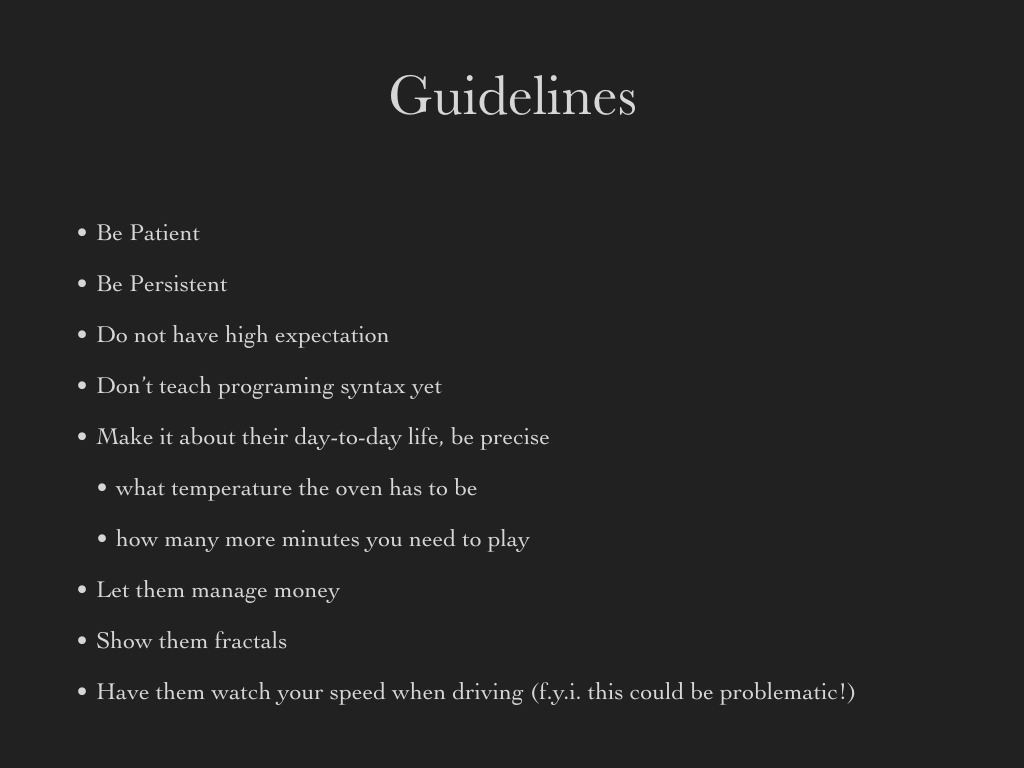 Guidelines
• Be Patient
• Be Persistent
• Do not have high expectation
• Don’t teach programing syntax yet
• Make it about their day-to-day life, be precise
• what temperature the oven has to be
• how many more minutes you need to play
• Let them manage money
• Show them fractals
• Have them watch your speed when driving (f.y.i. this could be problematic!)